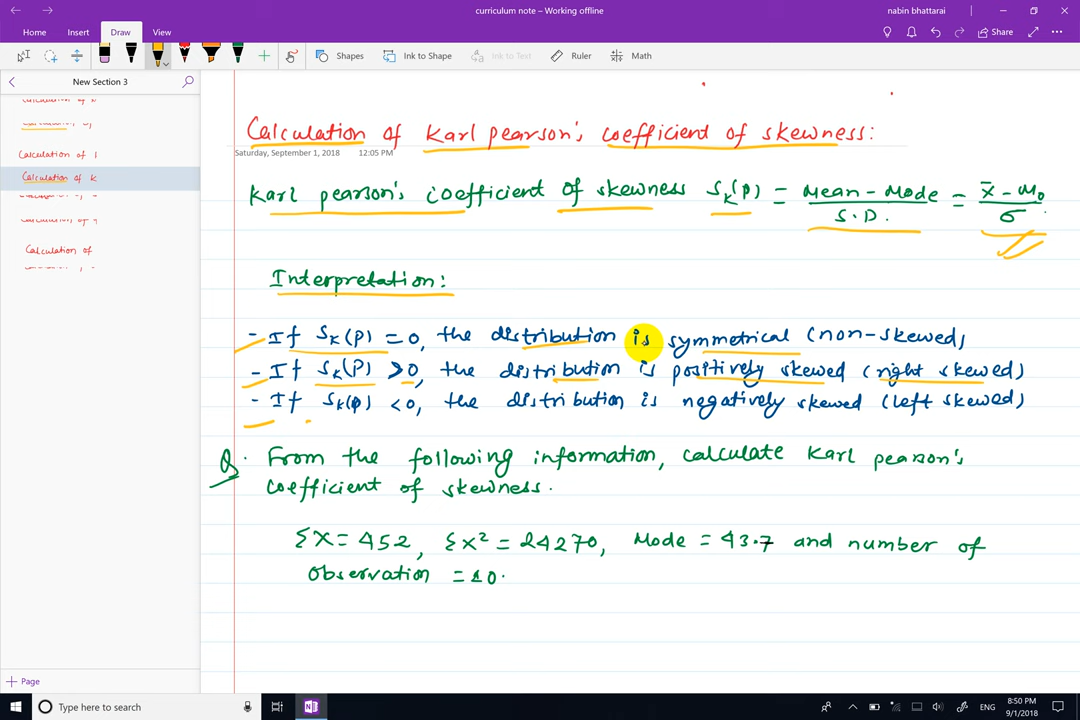 curriculum note – Working offline
nabin bhattarai
Home Insert Draw View
Share
Shapes Ink to Shape Ink to Text Ruler Math
New Section 3
Calculation of
Calculation of
Calculation of K
Calculation of
Calculation of
Calculation of Karl pearson's coefficient of skewness:
Saturday, September 1, 2018 12:05 PM
Karl pearson's coefficient of skewness Sk(P) = Mean - Mode / S.D. = x̄ - Mo / σ
Interpretation:
- If Sk(P) = 0, the distribution is symmetrical (non-skewed)
- If Sk(P) > 0, the distribution is positively skewed (right skewed)
- If Sk(P) < 0, the distribution is negatively skewed (left skewed)
Q. From the following information, calculate Karl pearson's
coefficient of skewness.
ΣX = 452, ΣX² = 24270, Mode = 43.7 and number of
observation = 10.
Page
Type here to search
ENG
8:50 PM
9/1/2018